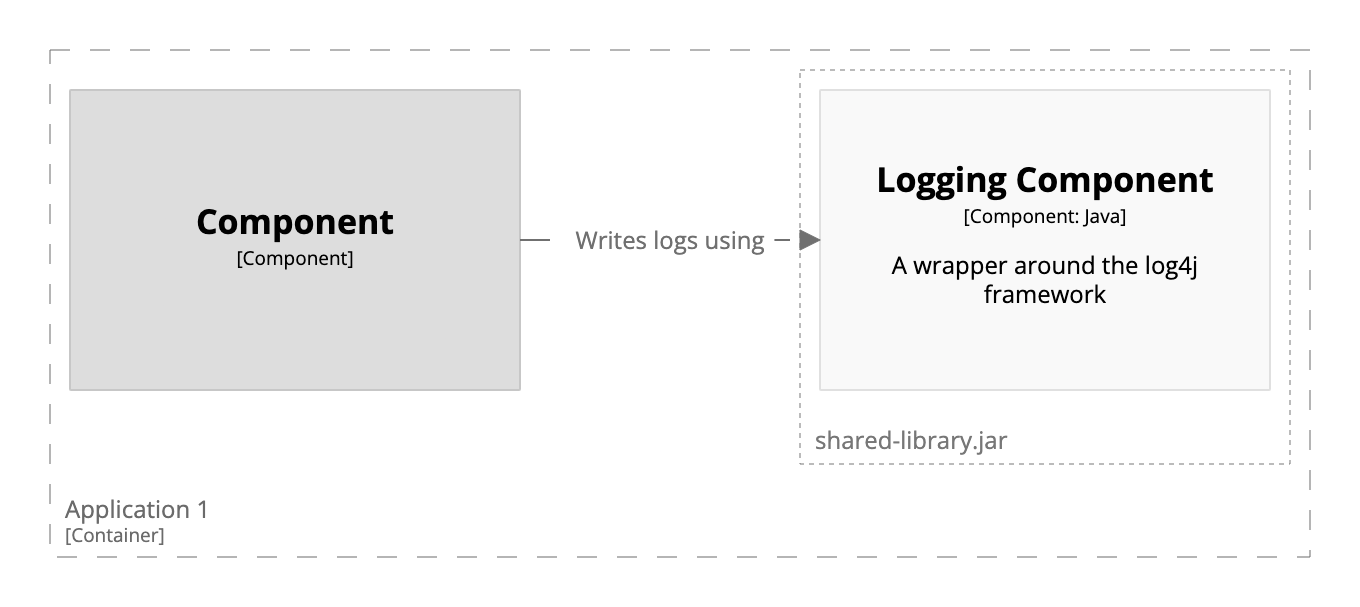 Component
[Component]
Writes logs using
Logging Component
[Component: Java]
A wrapper around the log4j
framework
shared-library.jar
Application 1
[Container]